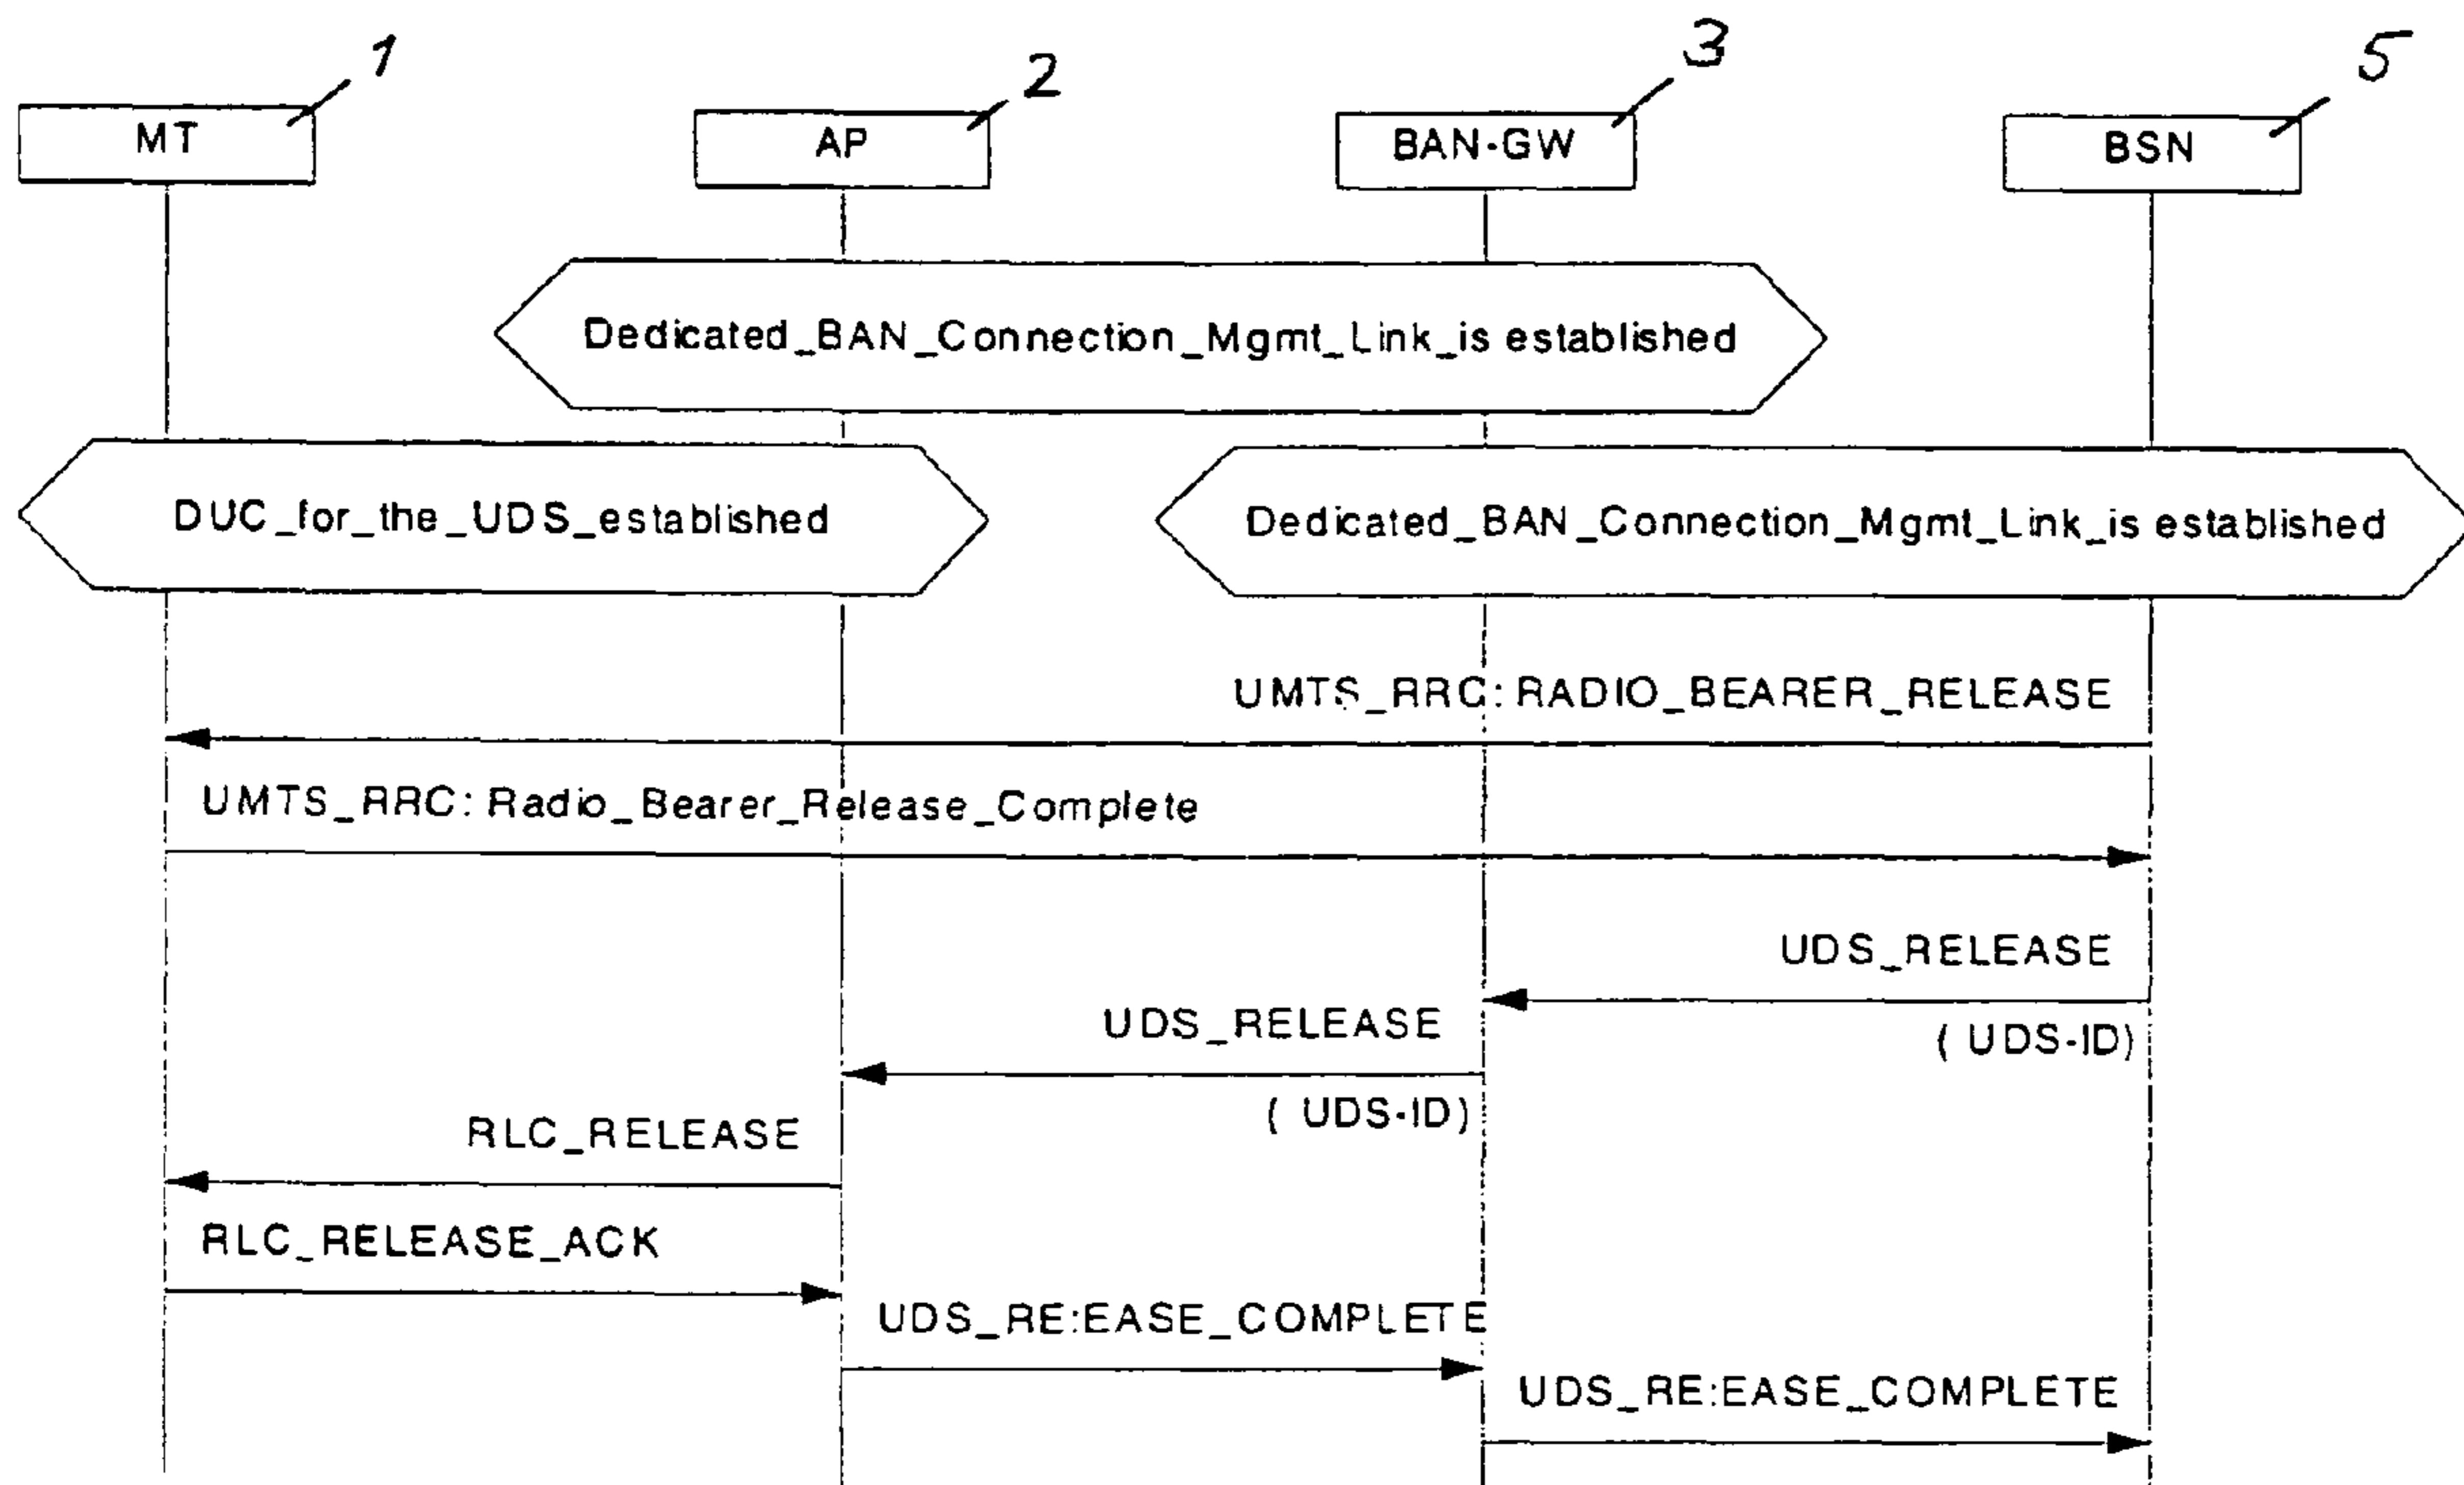 1 2 3 5
MT AP BAN-GW BSN
Dedicated_BAN_Connection_Mgmt_Link_is established
DUC_for_the_UDS_established
Dedicated_BAN_Connection_Mgmt_Link_is established
UMTS_RRC: RADIO_BEARER_RELEASE
UMTS_RRC: Radio_Bearer_Release_Complete
UDS_RELEASE
( UDS-ID)
UDS_RELEASE
( UDS-ID)
RLC_RELEASE
RLC_RELEASE_ACK
UDS_RE:EASE_COMPLETE
UDS_RE:EASE_COMPLETE